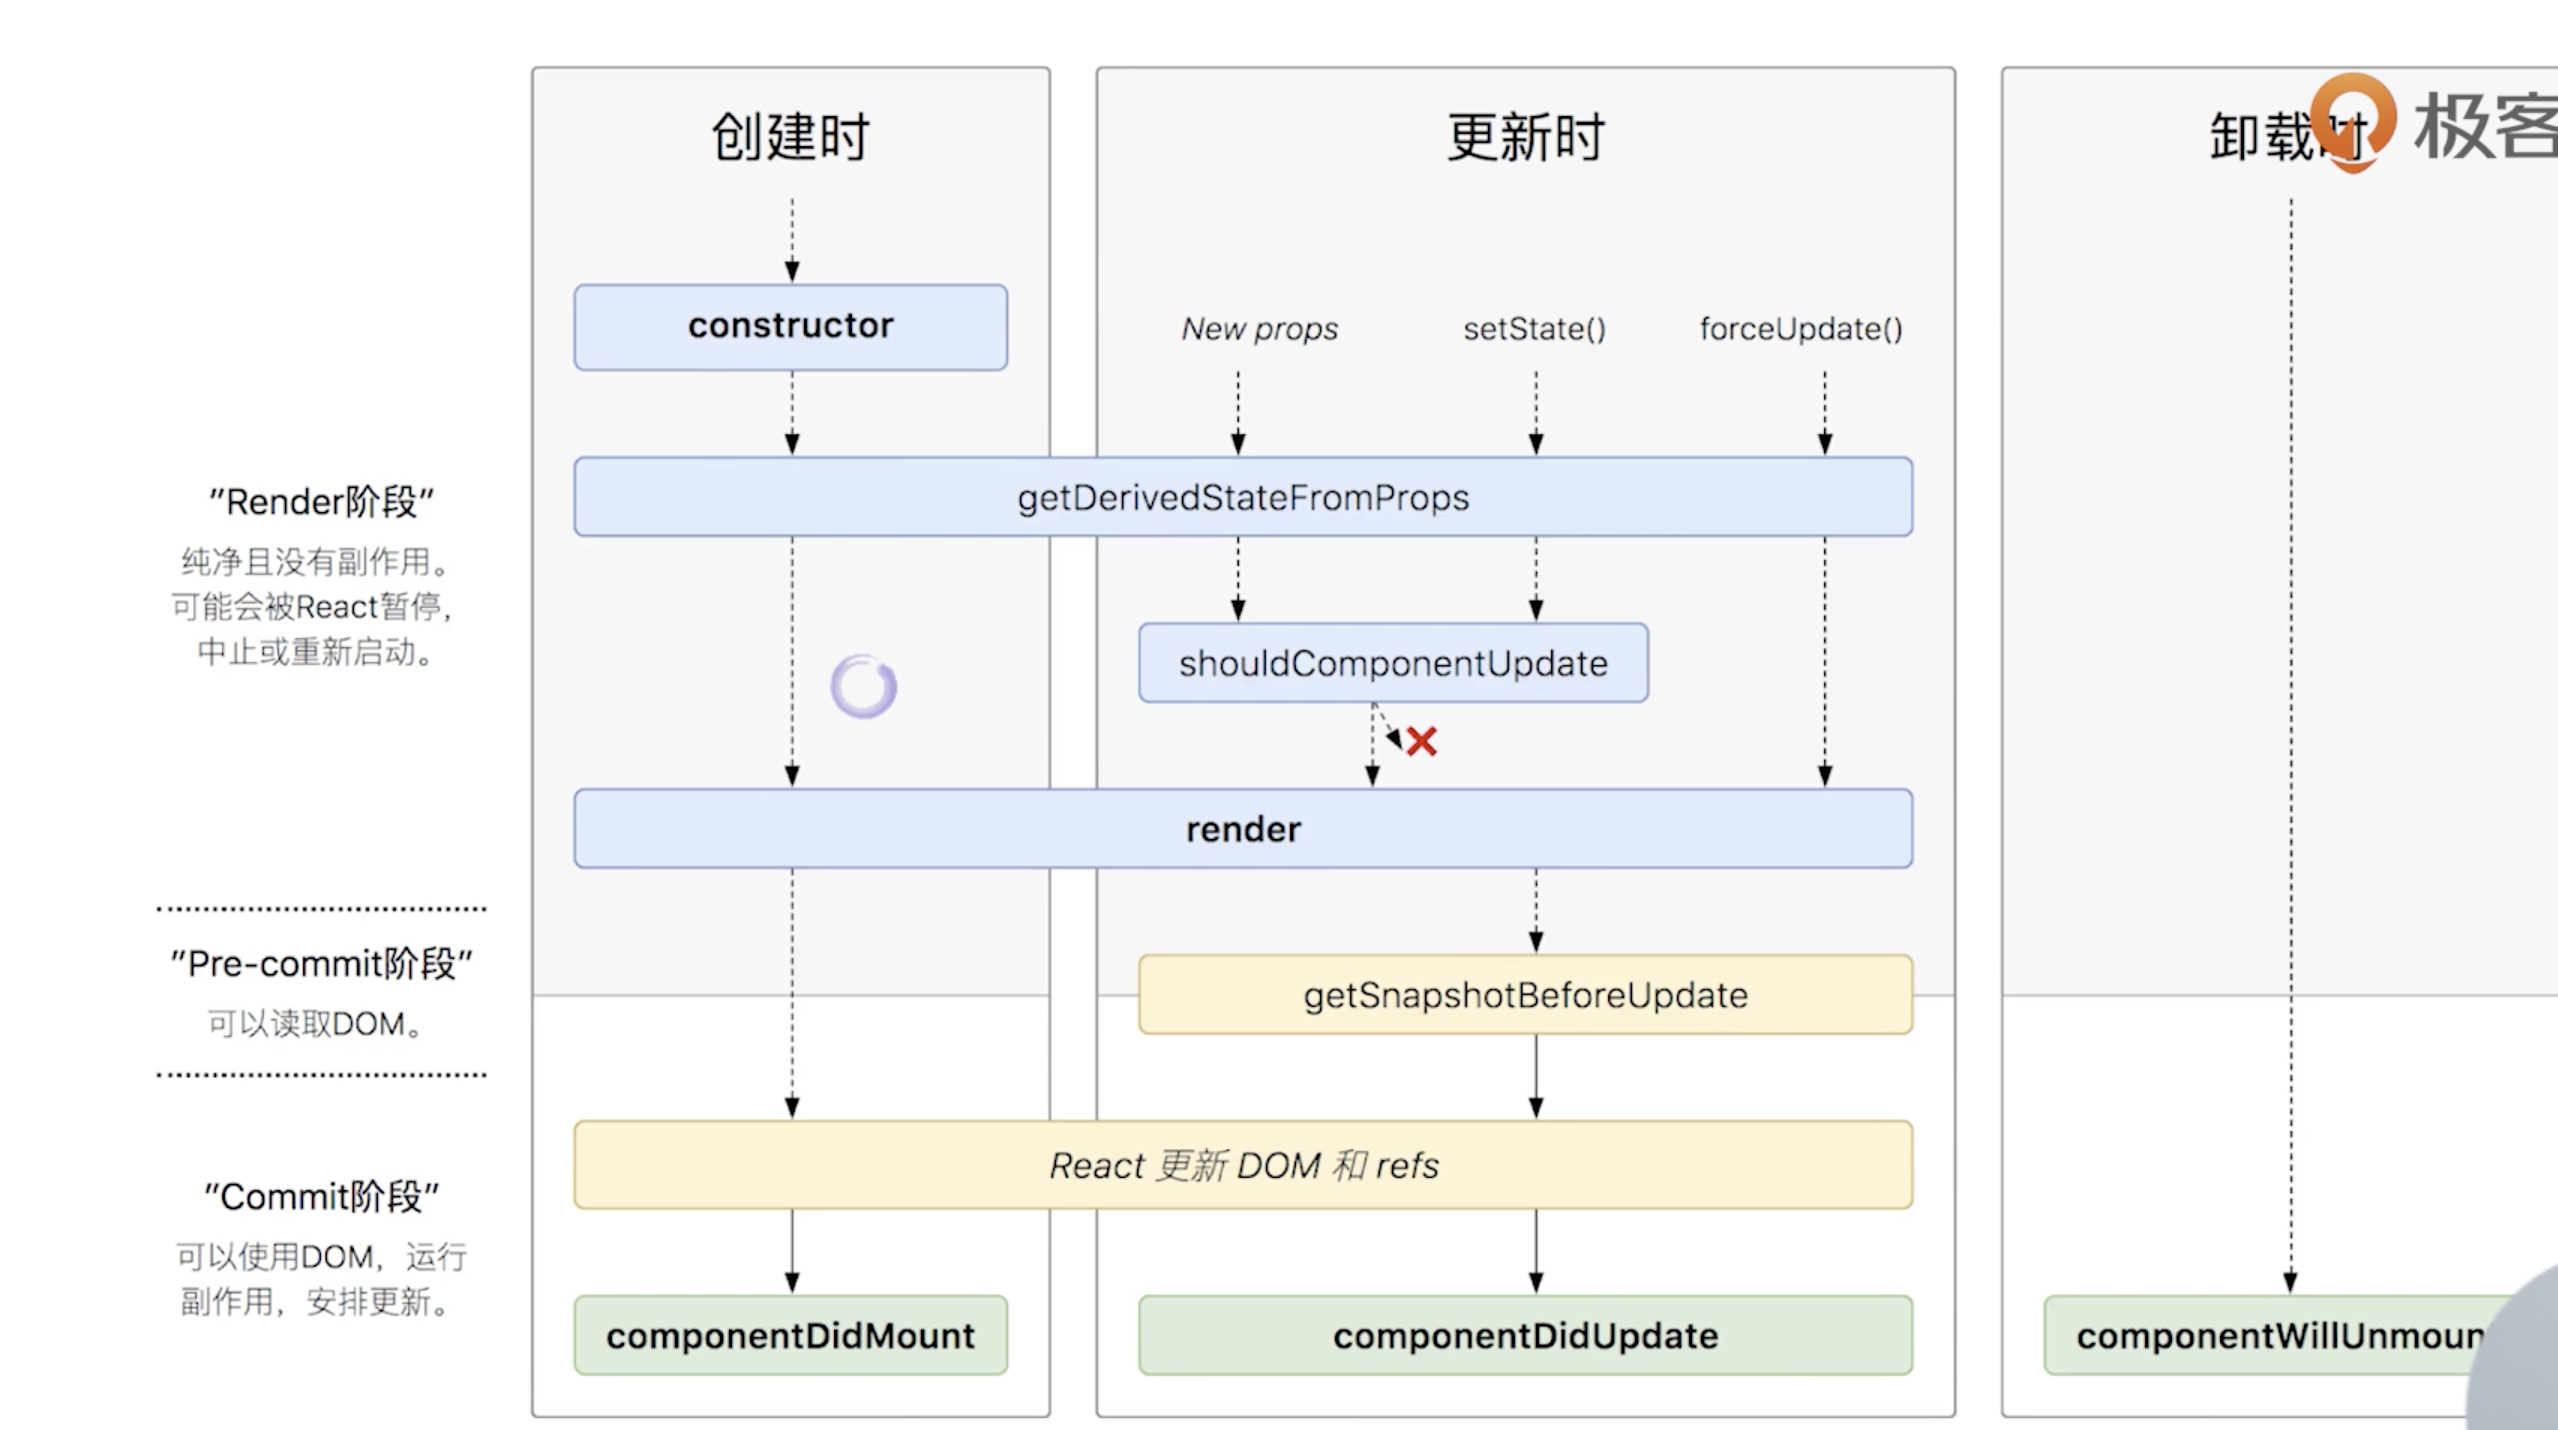 创建时
更新时
卸载时
极客
constructor
New props
setState()
forceUpdate()
getDerivedStateFromProps
"Render阶段"
纯净且没有副作用。
可能会被React暂停，
中止或重新启动。
shouldComponentUpdate
render
"Pre-commit阶段"
可以读取DOM。
getSnapshotBeforeUpdate
React 更新 DOM 和 refs
"Commit阶段"
可以使用DOM，运行
副作用，安排更新。
componentDidMount
componentDidUpdate
componentWillUnmoun